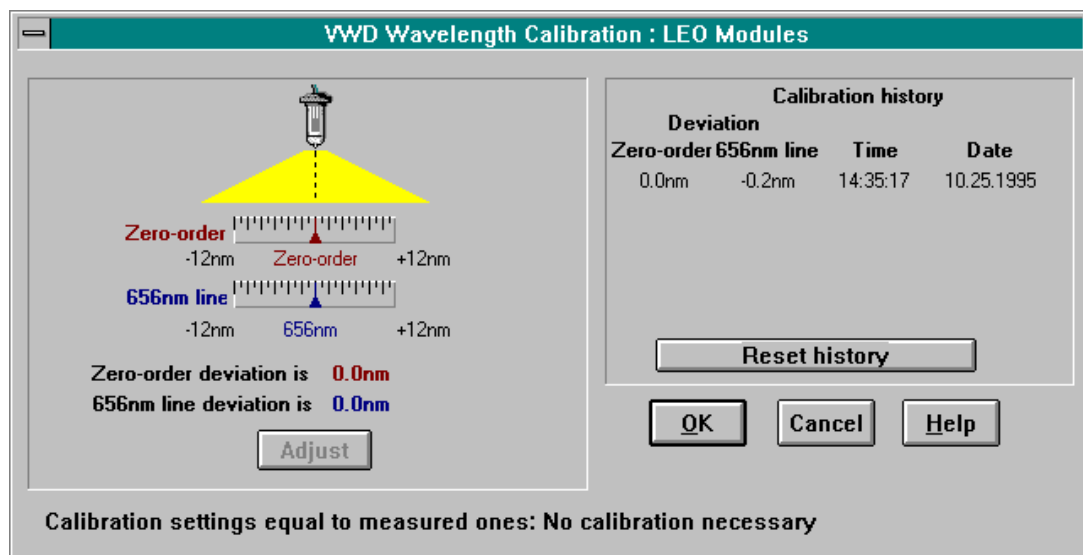 VWD Wavelength Calibration : LEO Modules
Zero-order
-12nm Zero-order +12nm
656nm line
-12nm 656nm +12nm
Zero-order deviation is 0.0nm
656nm line deviation is 0.0nm
Adjust
Calibration history
Deviation
Zero-order 656nm line Time Date
0.0nm -0.2nm 14:35:17 10.25.1995
Reset history
OK Cancel Help
Calibration settings equal to measured ones: No calibration necessary